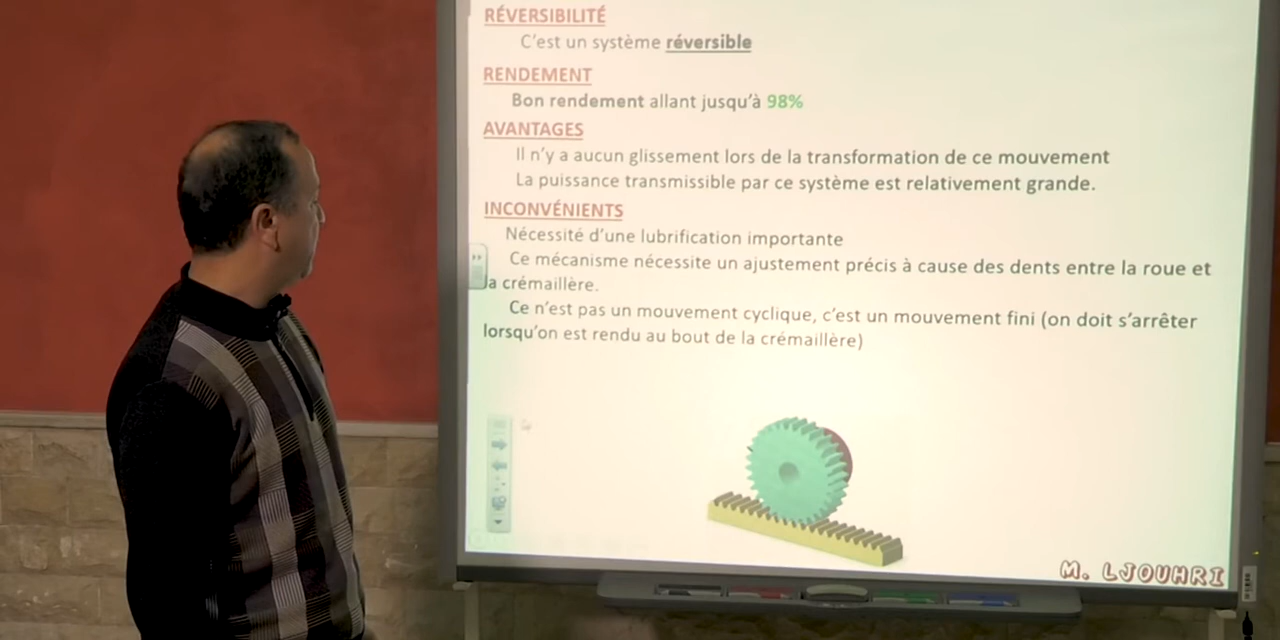 RÉVERSIBILITÉ
C'est un système réversible
RENDEMENT
Bon rendement allant jusqu'à 98%
AVANTAGES
Il n'y a aucun glissement lors de la transformation de ce mouvement
La puissance transmissible par ce système est relativement grande.
INCONVÉNIENTS
Nécessité d'une lubrification importante
Ce mécanisme nécessite un ajustement précis à cause des dents entre la roue et
la crémaillère.
Ce n'est pas un mouvement cyclique, c'est un mouvement fini (on doit s'arrêter
lorsqu'on est rendu au bout de la crémaillère)
M. LJOUHRI